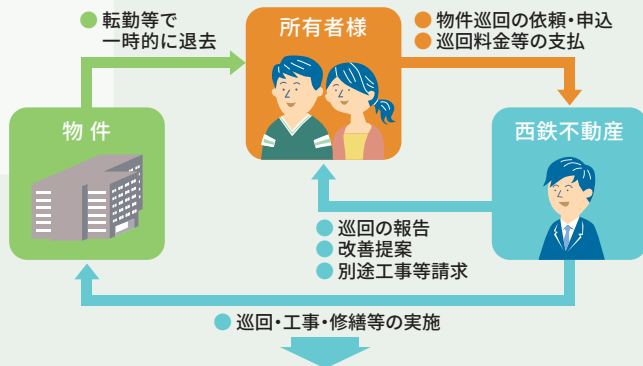 ● 転勤等で
一時的に退去
所有者様
● 物件巡回の依頼・申込
● 巡回料金等の支払
物件
西鉄不動産
● 巡回の報告
● 改善提案
● 別途工事等請求
● 巡回・工事・修繕等の実施